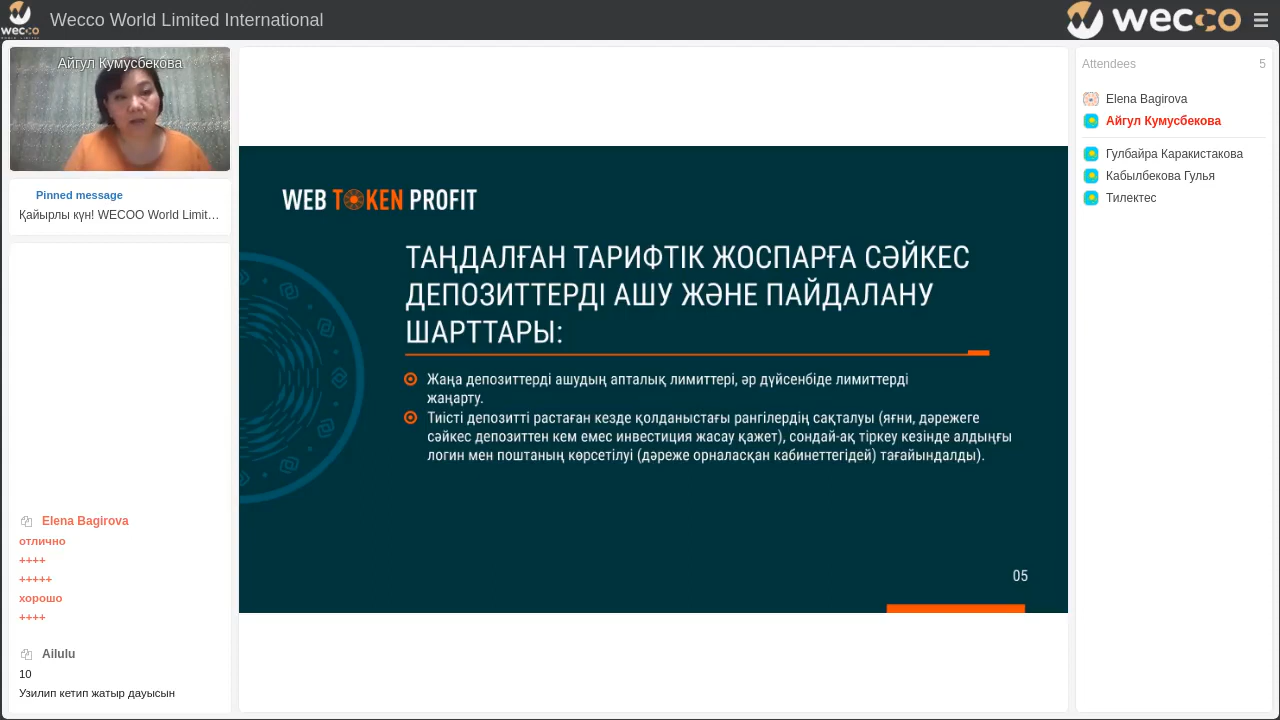 wecco
Wecco World Limited International
wecco
Айгул Кумусбекова
Pinned message
Қайырлы күн! WECOO World Limit…
Elena Bagirova
отлично
++++
+++++
хорошо
++++
Ailulu
10
Узилип кетип жатыр дауысын
WEB TOKEN PROFIT
ТАҢДАЛҒАН ТАРИФТІК ЖОСПАРҒА СӘЙКЕС
ДЕПОЗИТТЕРДІ АШУ ЖӘНЕ ПАЙДАЛАНУ
ШАРТТАРЫ:
Жаңа депозиттерді ашудың апталық лимиттері, әр дүйсенбіде лимиттерді
жаңарту.
Тиісті депозитті растаған кезде қолданыстағы рангілердің сақталуы (яғни, дәрежеге
сәйкес депозиттен кем емес инвестиция жасау қажет), сондай-ақ тіркеу кезінде алдыңғы
логин мен поштаның көрсетілуі (дәреже орналасқан кабинеттегідей) тағайындалды).
05
Attendees 5
Elena Bagirova
Айгул Кумусбекова
Гулбайра Каракистакова
Кабылбекова Гулья
Тилектес